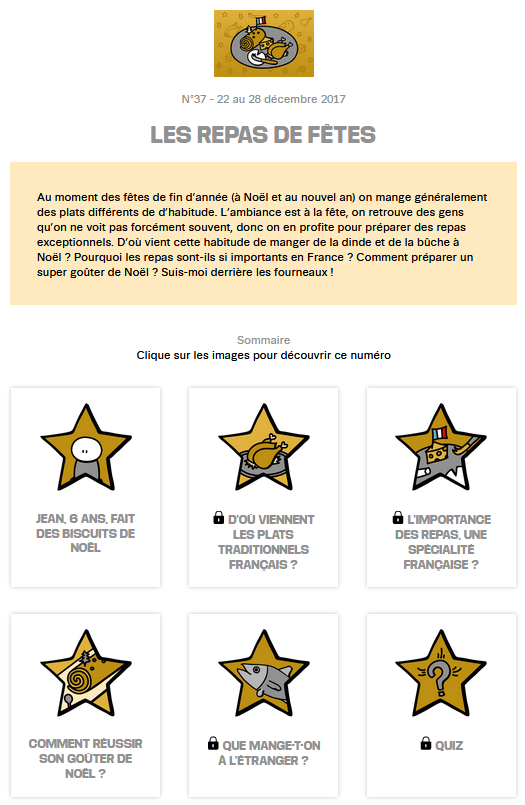 N°37 - 22 au 28 décembre 2017
LES REPAS DE FÊTES
Au moment des fêtes de fin d'année (à Noël et au nouvel an) on mange généralement
des plats différents de d'habitude. L'ambiance est à la fête, on retrouve des gens
qu'on ne voit pas forcément souvent, donc on en profite pour préparer des repas
exceptionnels. D'où vient cette habitude de manger de la dinde et de la bûche à
Noël ? Pourquoi les repas sont-ils si importants en France ? Comment préparer un
super goûter de Noël ? Suis-moi derrière les fourneaux !
Sommaire
Clique sur les images pour découvrir ce numéro
JEAN, 6 ANS, FAIT
DES BISCUITS DE
NOËL
D'OÙ VIENNENT
LES PLATS
TRADITIONNELS
FRANÇAIS ?
L'IMPORTANCE
DES REPAS, UNE
SPÉCIALITÉ
FRANÇAISE ?
COMMENT RÉUSSIR
SON GOÛTER DE
NOËL ?
QUE MANGE-T-ON
À L'ÉTRANGER ?
QUIZ